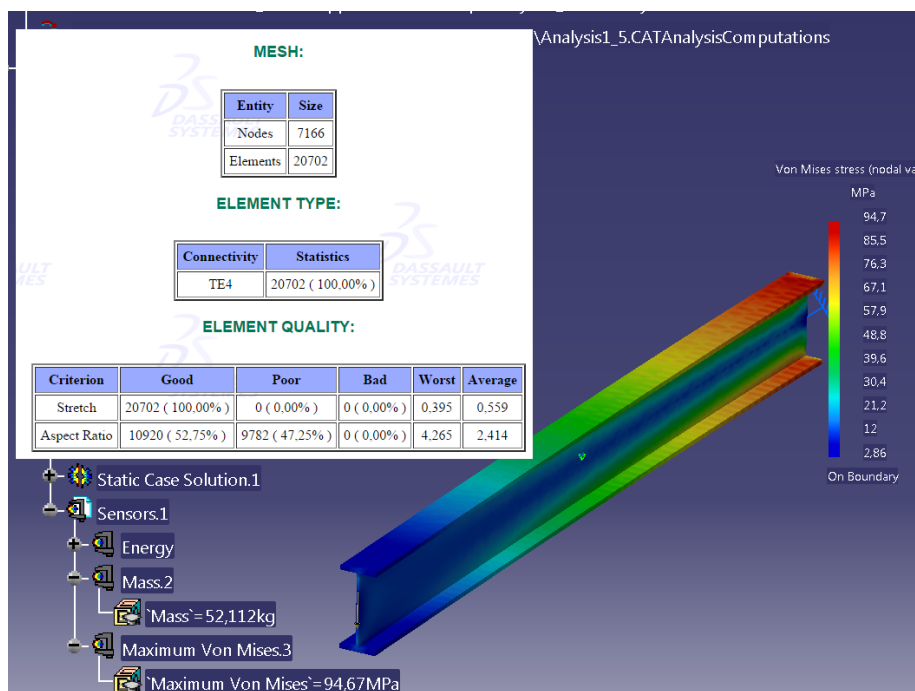 \Analysis1_5.CATAnalysisComputations
MESH:
Entity Size
Nodes 7166
Elements 20702
ELEMENT TYPE:
Connectivity Statistics
TE4 20702 ( 100,00% )
ELEMENT QUALITY:
Criterion Good Poor Bad Worst Average
Stretch 20702 ( 100,00% ) 0 ( 0,00% ) 0 ( 0,00% ) 0,395 0,559
Aspect Ratio 10920 ( 52,75% ) 9782 ( 47,25% ) 0 ( 0,00% ) 4,265 2,414
DASSAULT
SYSTEMES
DASSAULT
SYSTEMES
Von Mises stress (nodal va
MPa
94,7
85,5
76,3
67,1
57,9
48,8
39,6
30,4
21,2
12
2,86
On Boundary
Static Case Solution.1
Sensors.1
Energy
Mass.2
`Mass`=52,112kg
Maximum Von Mises.3
`Maximum Von Mises`=94,67MPa